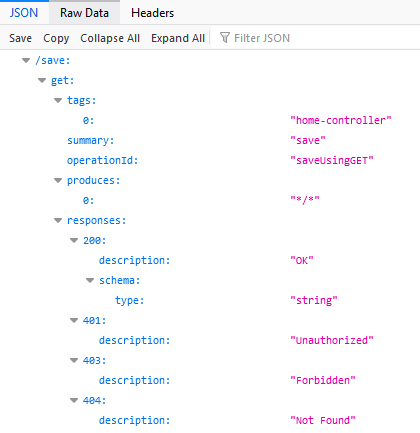 JSON Raw Data Headers
Save Copy Collapse All Expand All Filter JSON
/save:
get:
tags:
0: "home-controller"
summary: "save"
operationId: "saveUsingGET"
produces:
0: "*/*"
responses:
200:
description: "OK"
schema:
type: "string"
401:
description: "Unauthorized"
403:
description: "Forbidden"
404:
description: "Not Found"